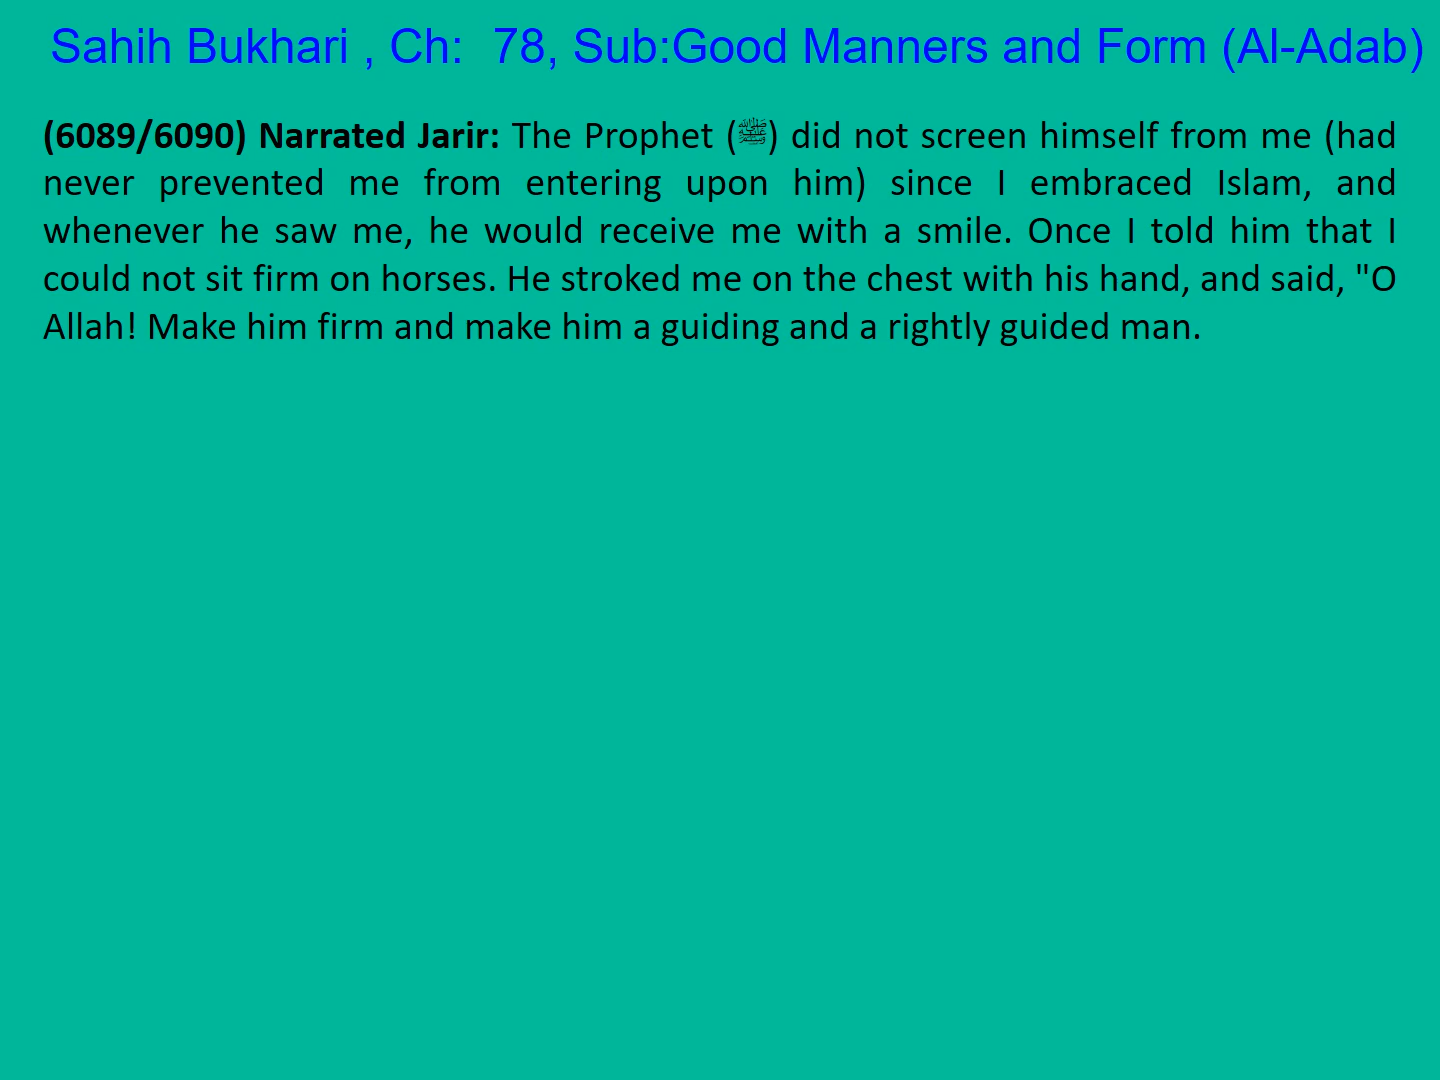 Sahih Bukhari , Ch:  78, Sub:Good Manners and Form (Al-Adab)
(6089/6090) Narrated Jarir: The Prophet (ﷺ) did not screen himself from me (had
never prevented me from entering upon him) since I embraced Islam, and
whenever he saw me, he would receive me with a smile. Once I told him that I
could not sit firm on horses. He stroked me on the chest with his hand, and said, "O
Allah! Make him firm and make him a guiding and a rightly guided man.